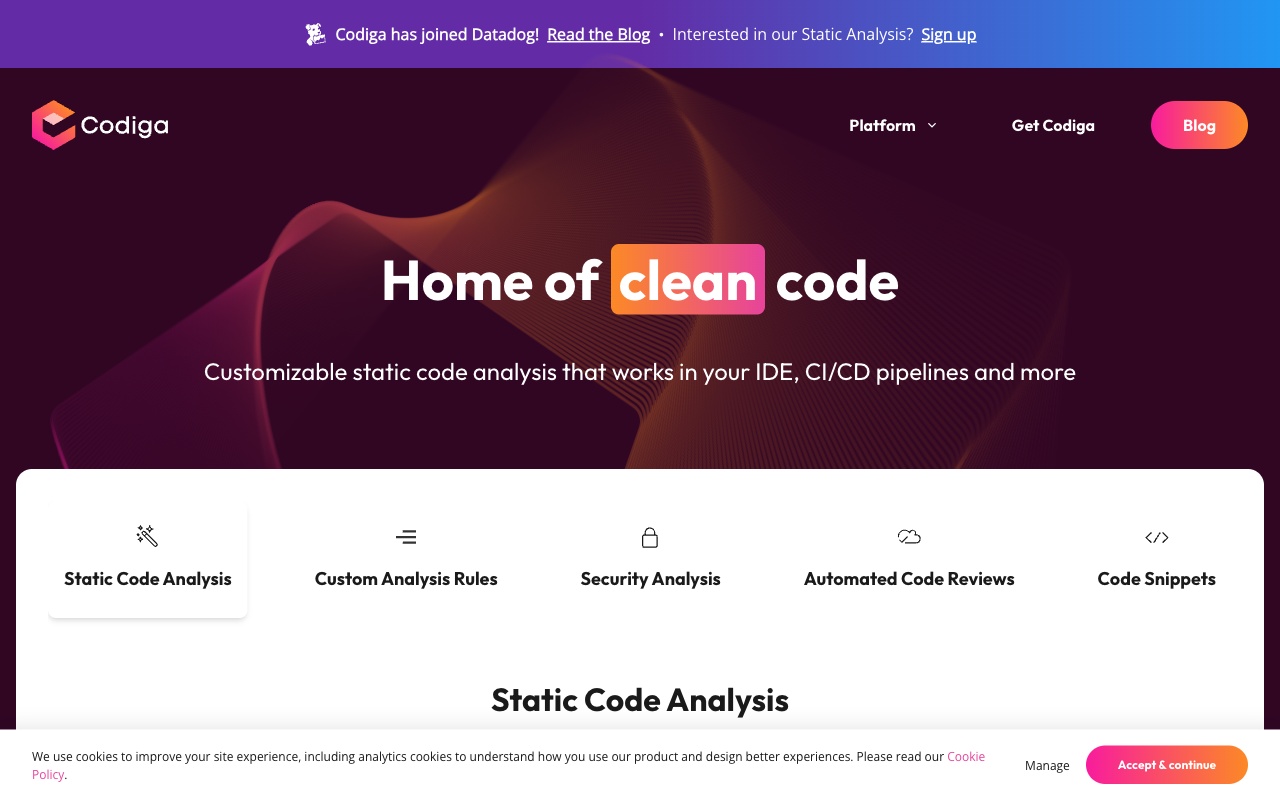 Codiga has joined Datadog! Read the Blog • Interested in our Static Analysis? Sign up
Codiga
Platform
Get Codiga
Blog
Home of clean code
Customizable static code analysis that works in your IDE, CI/CD pipelines and more
Static Code Analysis
Custom Analysis Rules
Security Analysis
Automated Code Reviews
Code Snippets
Static Code Analysis
We use cookies to improve your site experience, including analytics cookies to understand how you use our product and design better experiences. Please read our Cookie
Policy.
Manage
Accept & continue